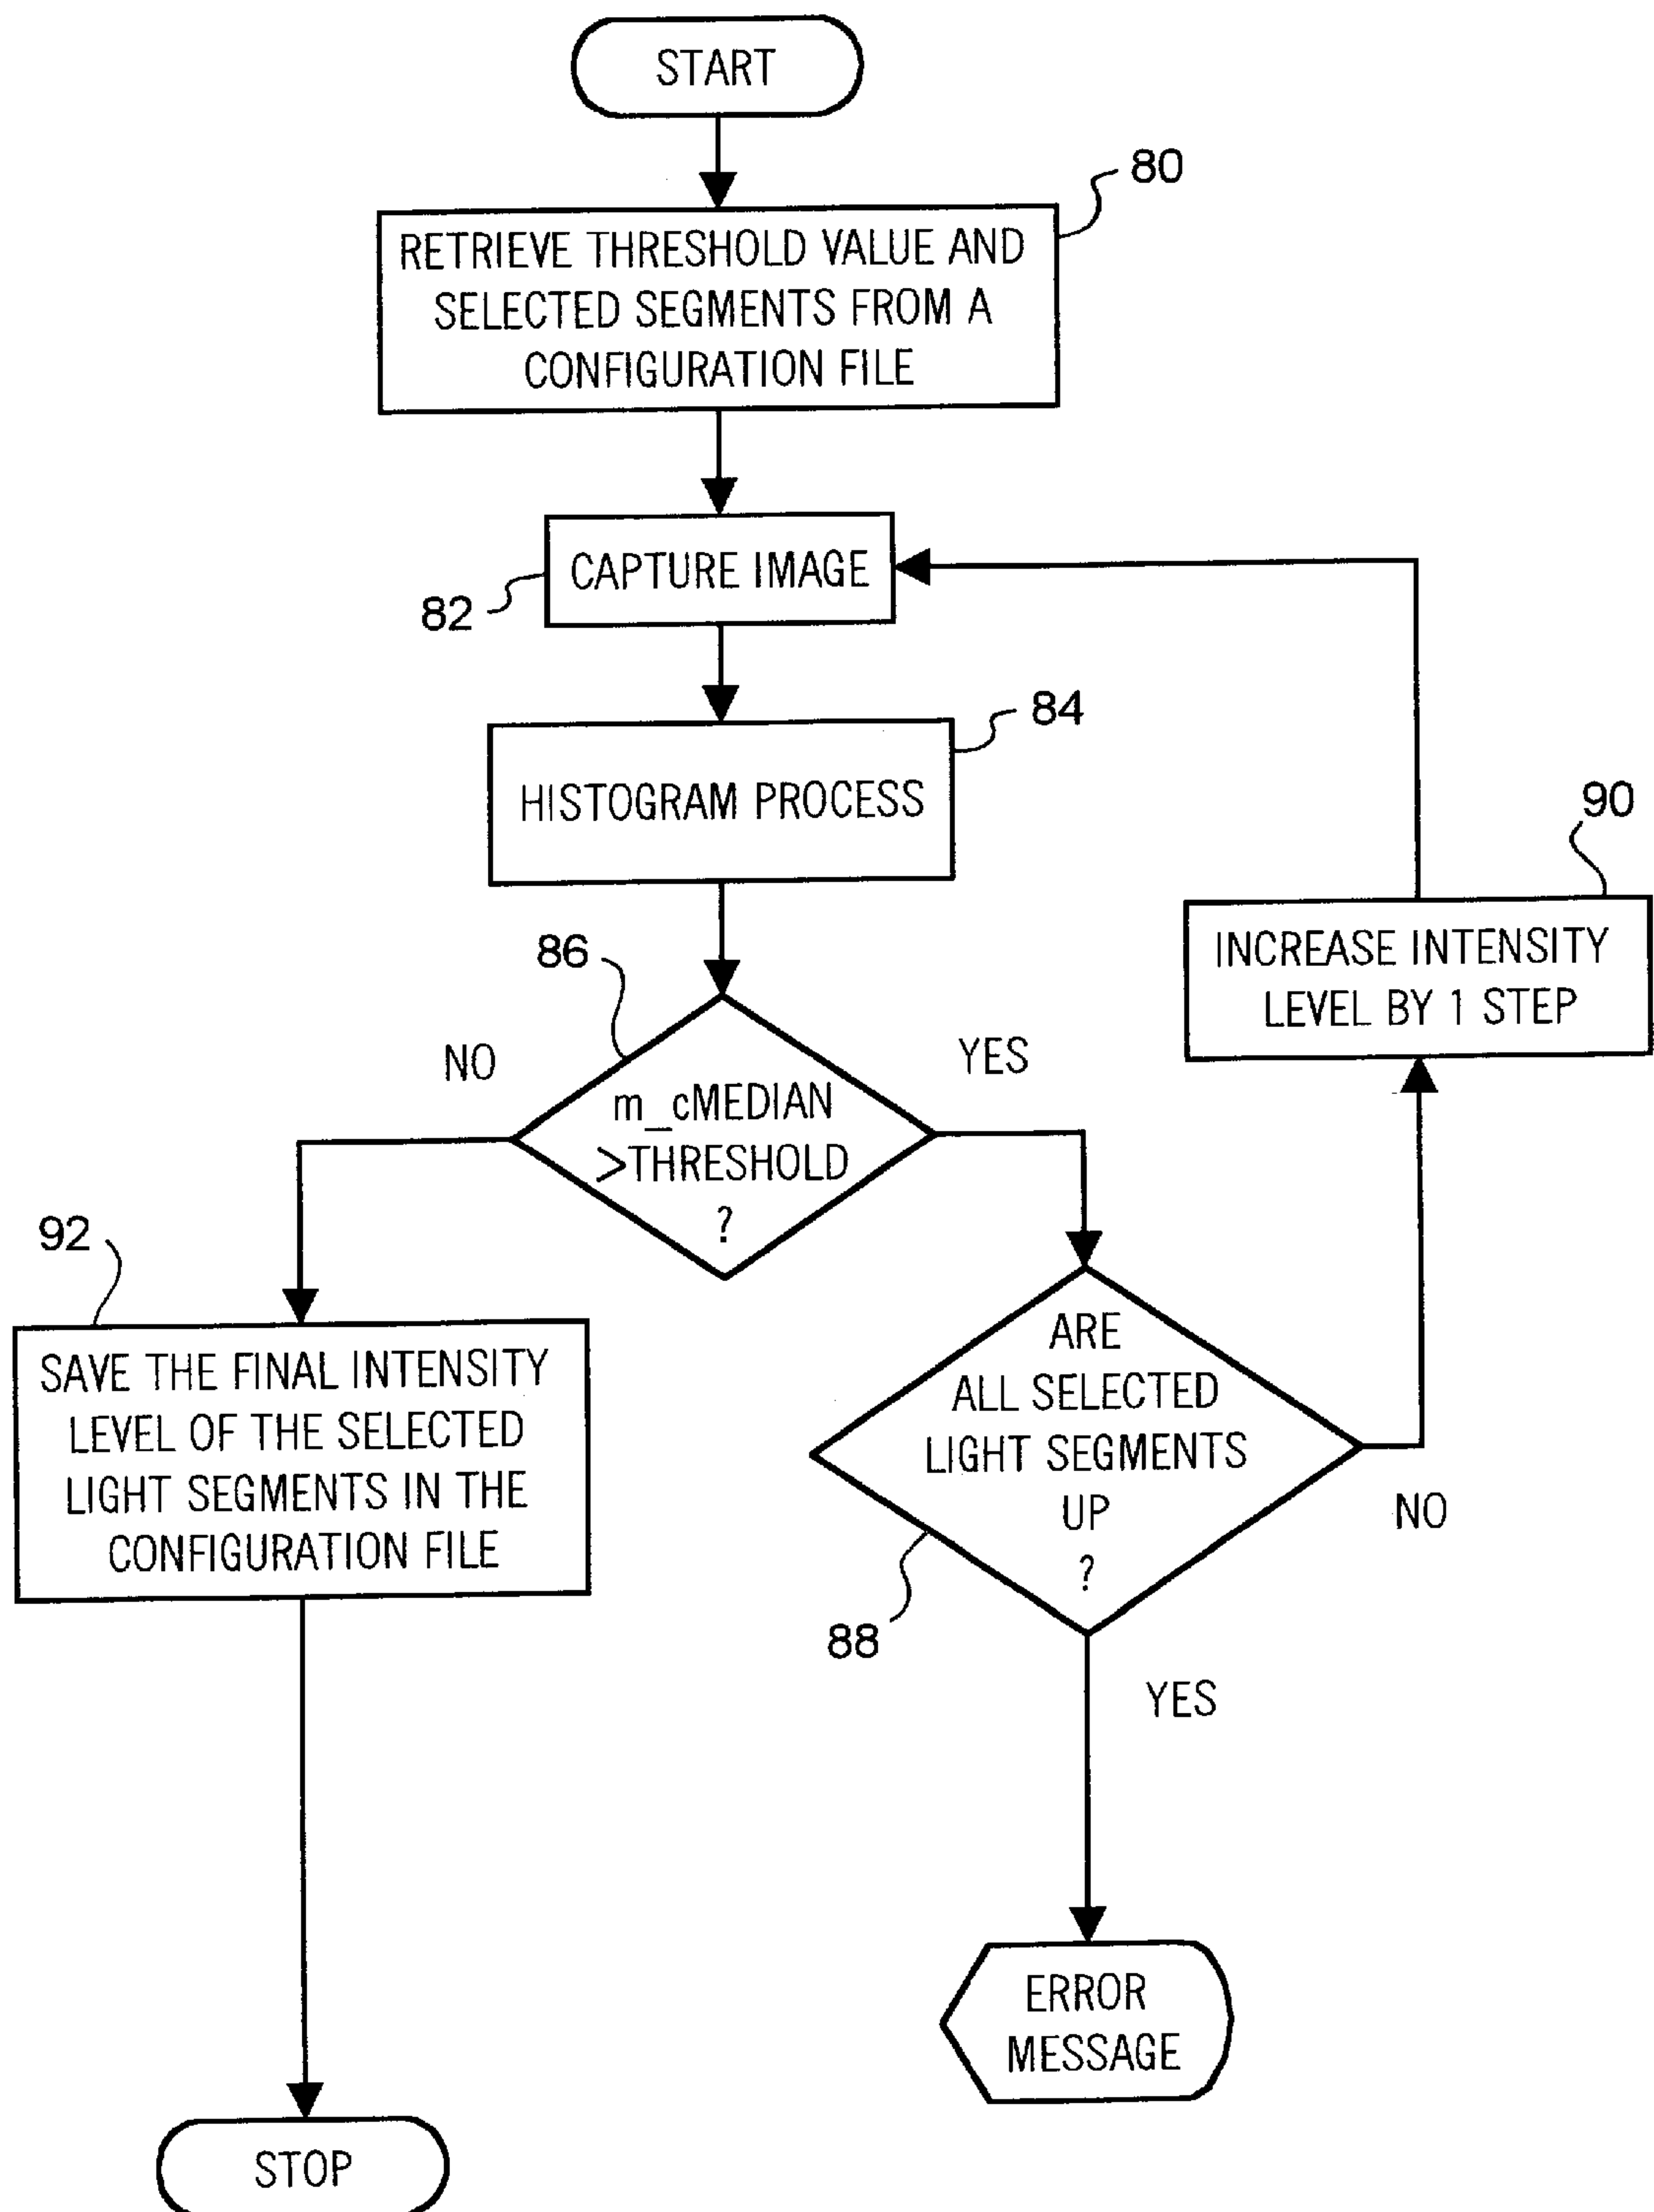 START
80
RETRIEVE THRESHOLD VALUE AND
SELECTED SEGMENTS FROM A
CONFIGURATION FILE
CAPTURE IMAGE
82
84
HISTOGRAM PROCESS
90
INCREASE INTENSITY
LEVEL BY 1 STEP
86
NO
YES
m_cMEDIAN
>THRESHOLD
?
92
SAVE THE FINAL INTENSITY
LEVEL OF THE SELECTED
LIGHT SEGMENTS IN THE
CONFIGURATION FILE
ARE
ALL SELECTED
LIGHT SEGMENTS
UP
?
NO
88
YES
ERROR
MESSAGE
STOP